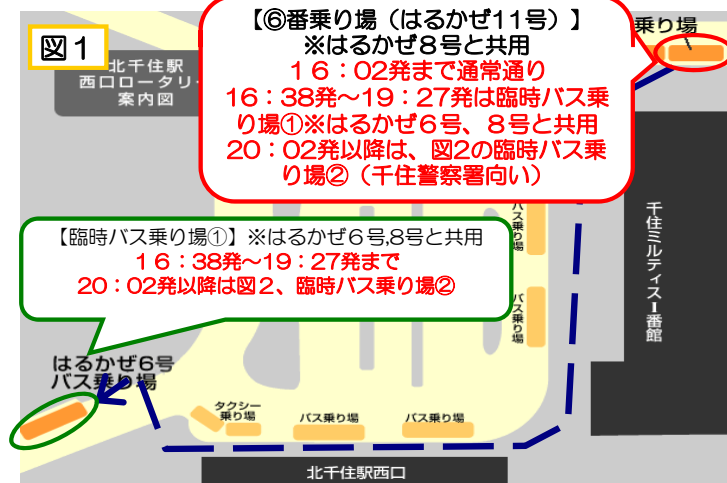 図1
北千住駅
西口ロータリー
案内図
【⑥番乗り場（はるかぜ11号）】
※はるかぜ８号と共用
１６：02発まで通常通り
16：38発～19：27発は臨時バス乗
り場①※はるかぜ６号、８号と共用
20：02発以降は、図2の臨時バス乗
り場②（千住警察署向い）
乗り場
【臨時バス乗り場①】※はるかぜ６号,8号と共用
１６：38発～19：27発まで
20：02発以降は図２、臨時バス乗り場②
バス乗り場
バス乗り場
千住ミルディスⅠ番館
はるかぜ6号
バス乗り場
タクシー
乗り場
バス乗り場
バス乗り場
北千住駅西口